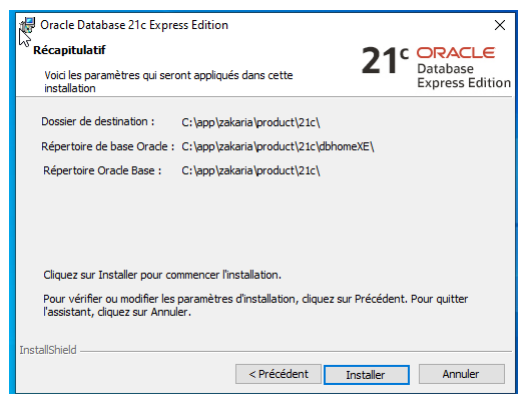 Oracle Database 21c Express Edition
Récapitulatif
Voici les paramètres qui seront appliqués dans cette
installation
21c ORACLE
Database
Express Edition
Dossier de destination : C:\app\zakaria\product\21c\
Répertoire de base Oracle : C:\app\zakaria\product\21c\dbhomeXE\
Répertoire Oracle Base : C:\app\zakaria\product\21c\
Cliquez sur Installer pour commencer l'installation.
Pour vérifier ou modifier les paramètres d'installation, cliquez sur Précédent. Pour quitter
l'assistant, cliquez sur Annuler.
InstallShield
< Précédent Installer Annuler